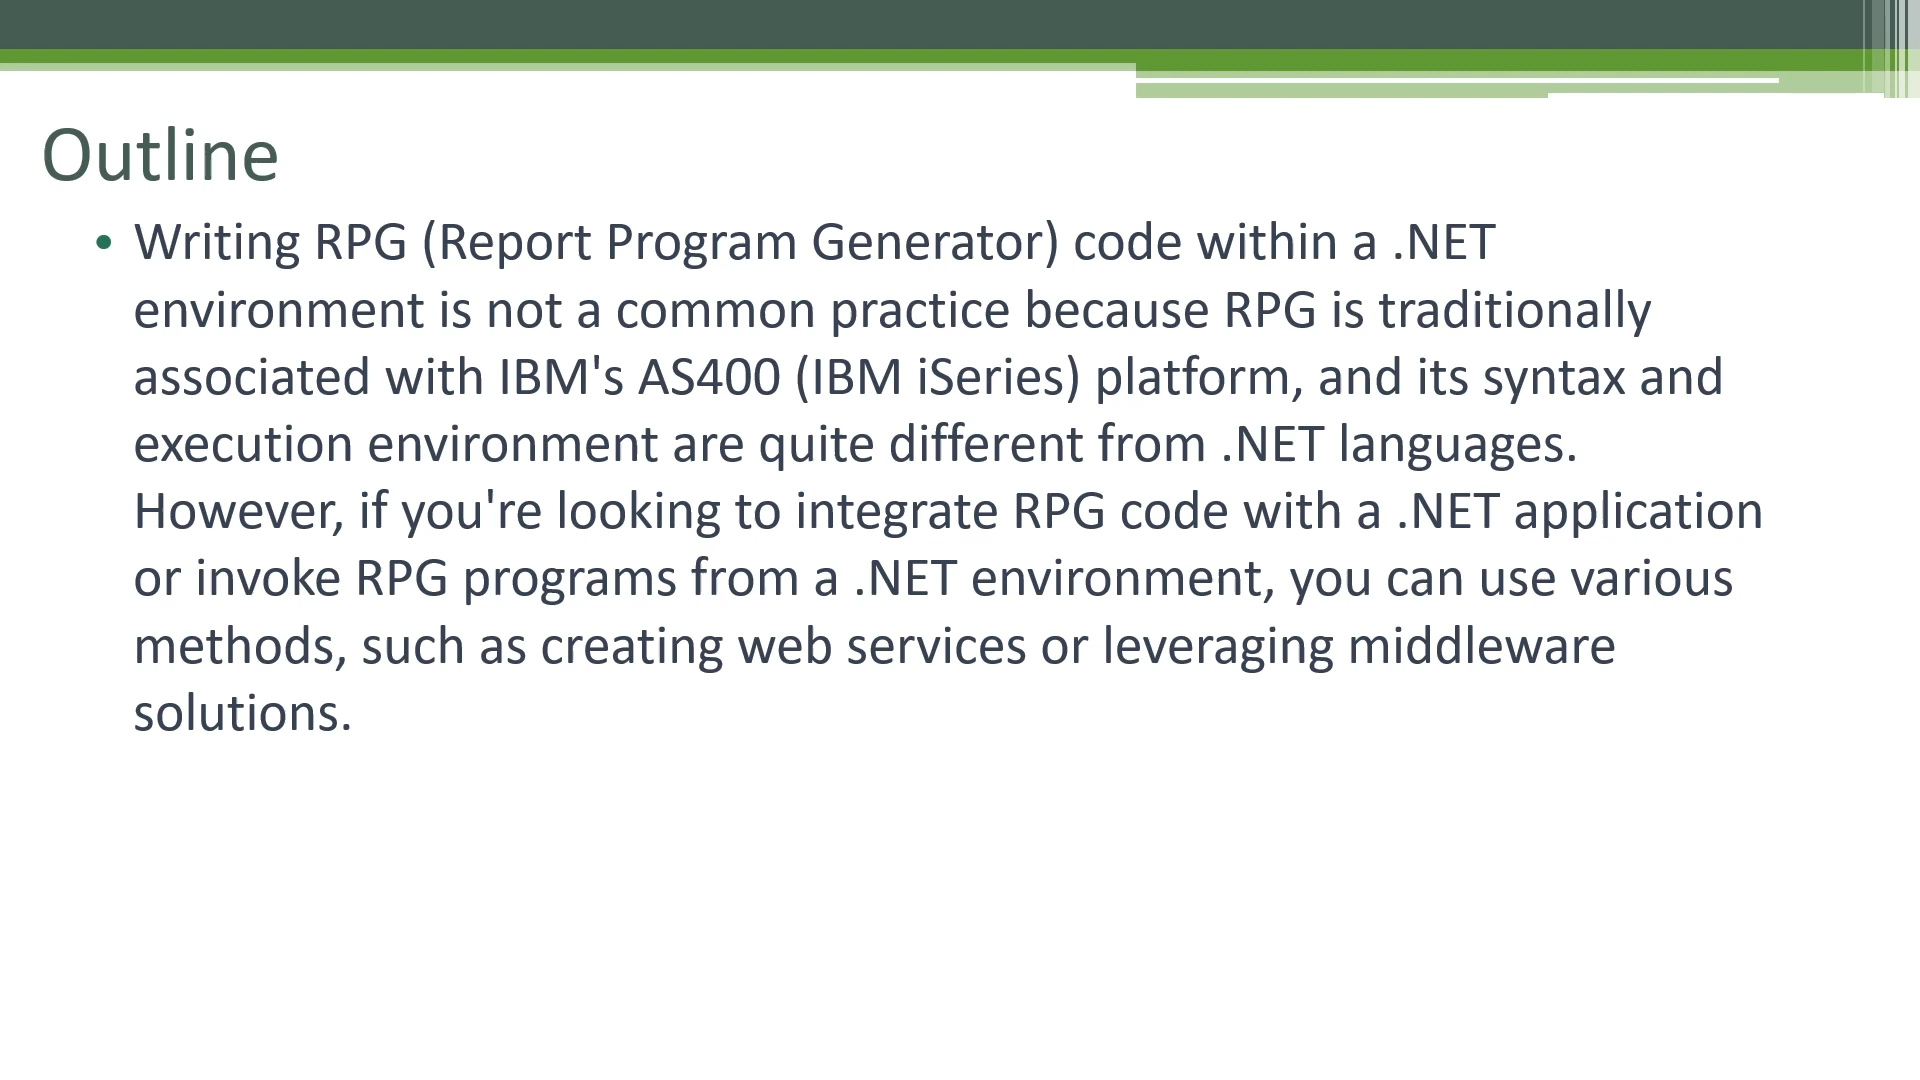 Outline
• Writing RPG (Report Program Generator) code within a .NET
environment is not a common practice because RPG is traditionally
associated with IBM's AS400 (IBM iSeries) platform, and its syntax and
execution environment are quite different from .NET languages.
However, if you're looking to integrate RPG code with a .NET application
or invoke RPG programs from a .NET environment, you can use various
methods, such as creating web services or leveraging middleware
solutions.